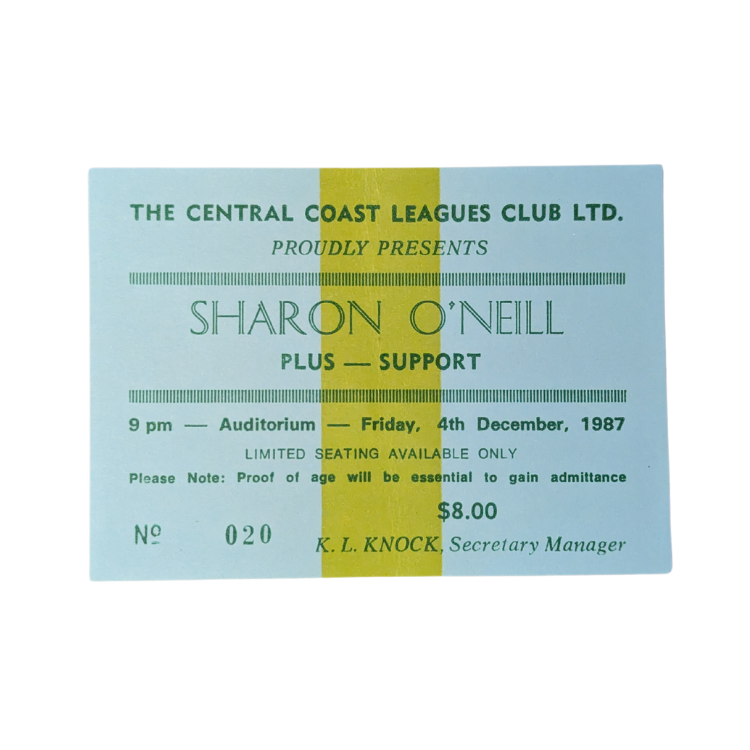 THE CENTRAL COAST LEAGUES CLUB LTD.
PROUDLY PRESENTS
SHARON O'NEILL
PLUS — SUPPORT
9 pm — Auditorium — Friday, 4th December, 1987
LIMITED SEATING AVAILABLE ONLY
Please Note: Proof of age will be essential to gain admittance
$8.00
Nº 020
K. L. KNOCK, Secretary Manager